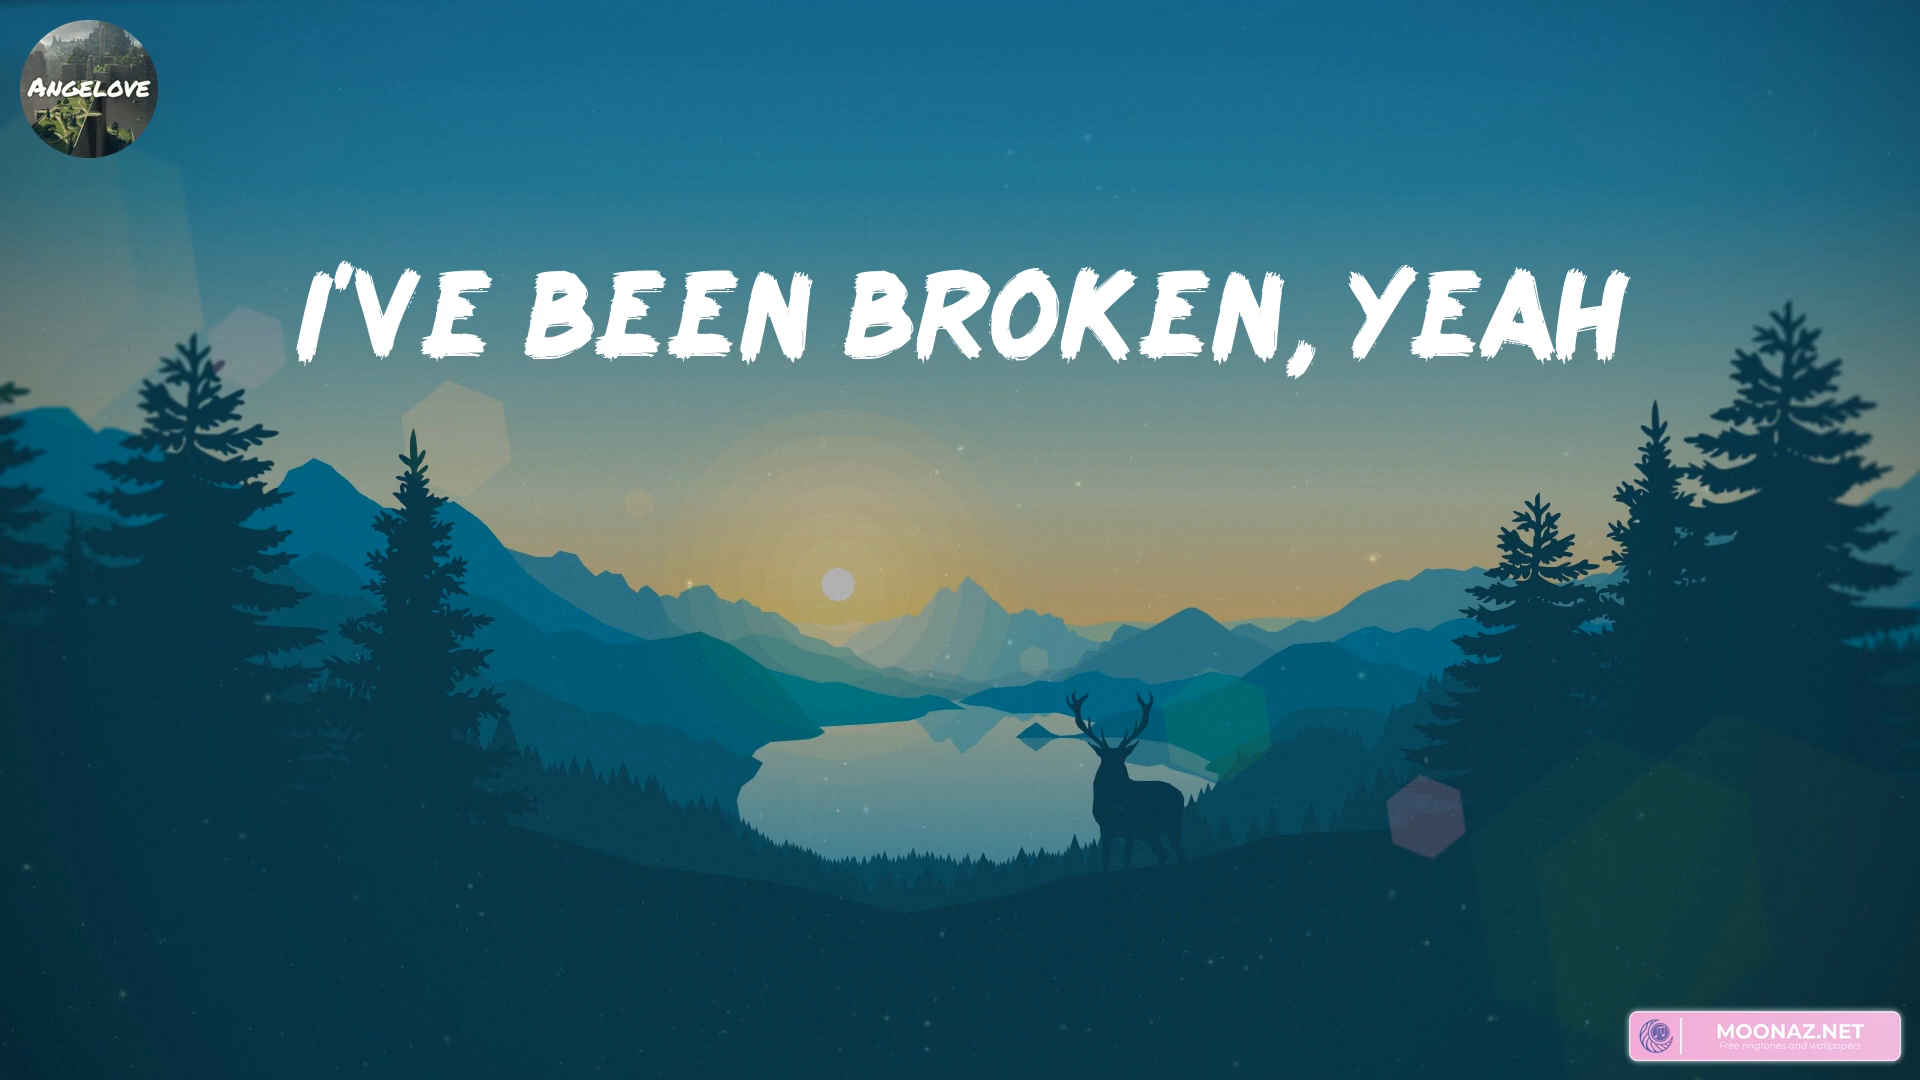 ANGELOVE
I'VE BEEN BROKEN, YEAH
MOONAZ.NET
Free ringtones and wallpapers